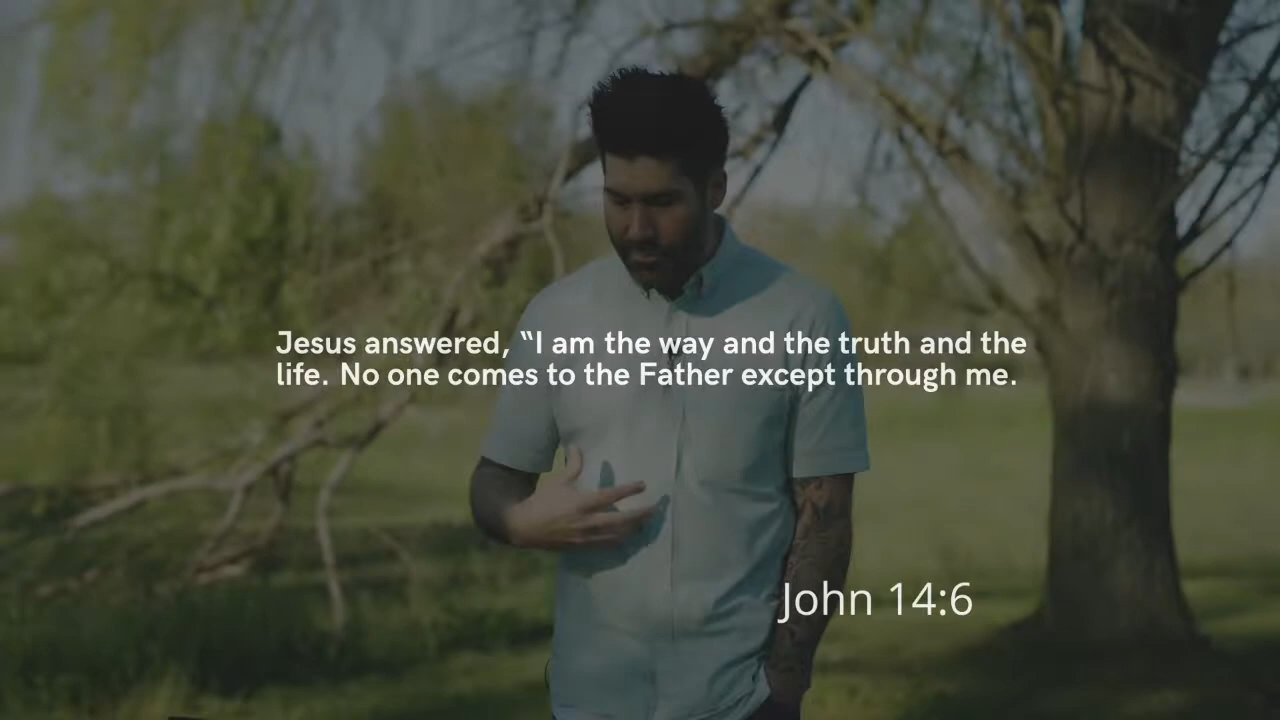 Jesus answered, “I am the way and the truth and the
life. No one comes to the Father except through me.
John 14:6